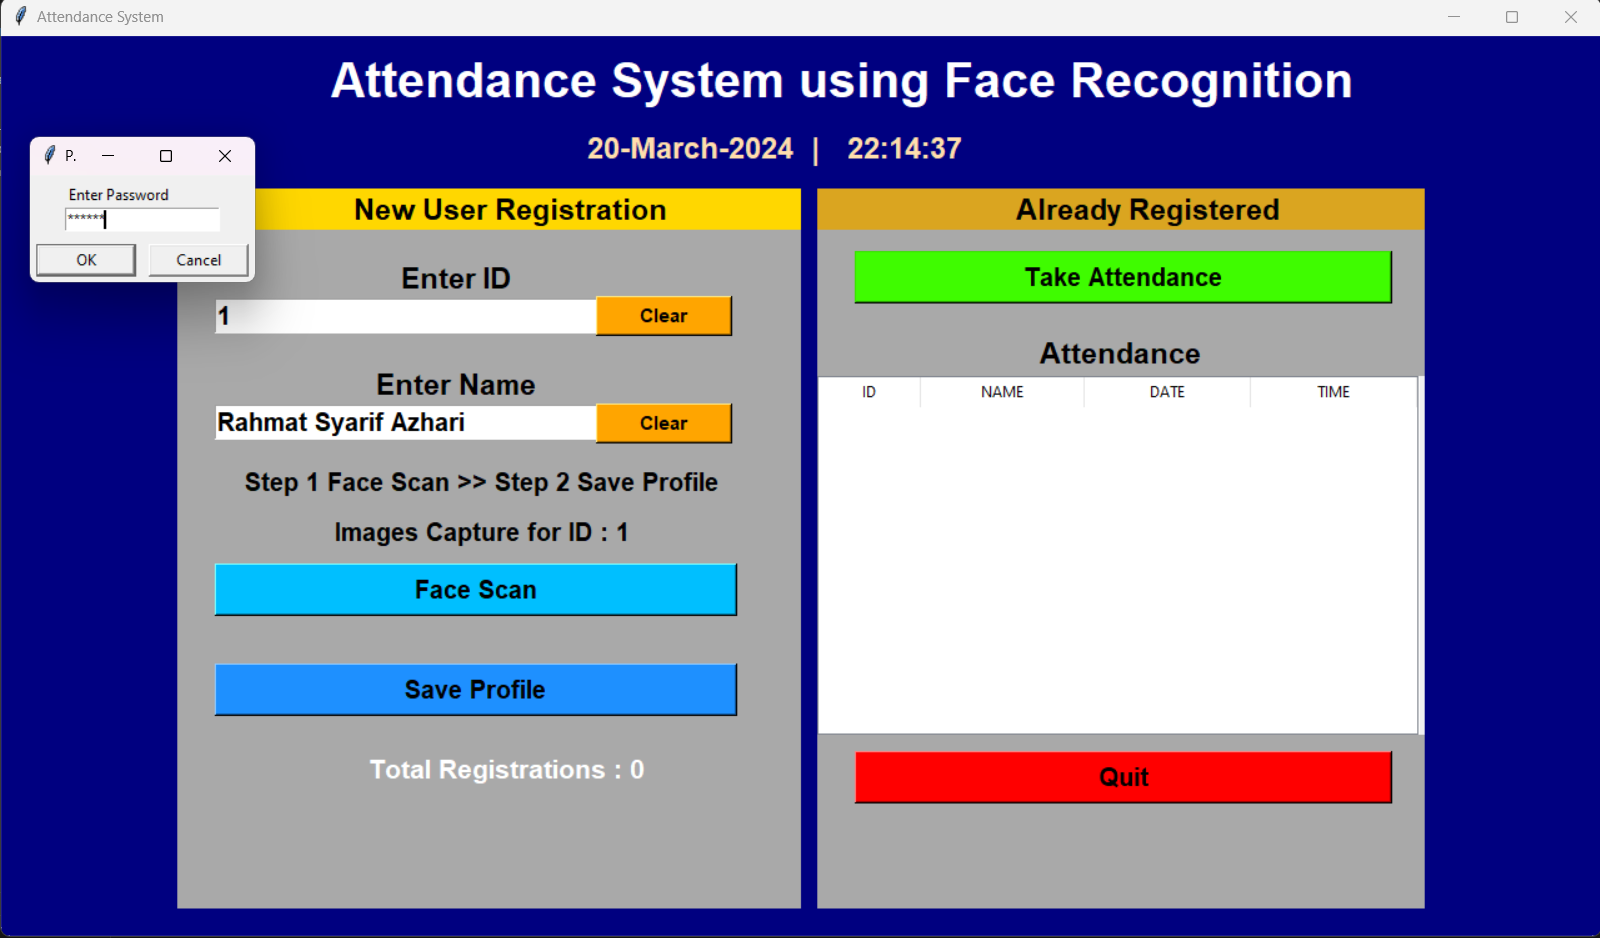 Attendance System
Attendance System using Face Recognition
20-March-2024 | 22:14:37
P.
Enter Password
******
OK Cancel
New User Registration
Enter ID
1 Clear
Enter Name
Rahmat Syarif Azhari Clear
Step 1 Face Scan >> Step 2 Save Profile
Images Capture for ID : 1
Face Scan
Save Profile
Total Registrations : 0
Already Registered
Take Attendance
Attendance
ID NAME DATE TIME
Quit